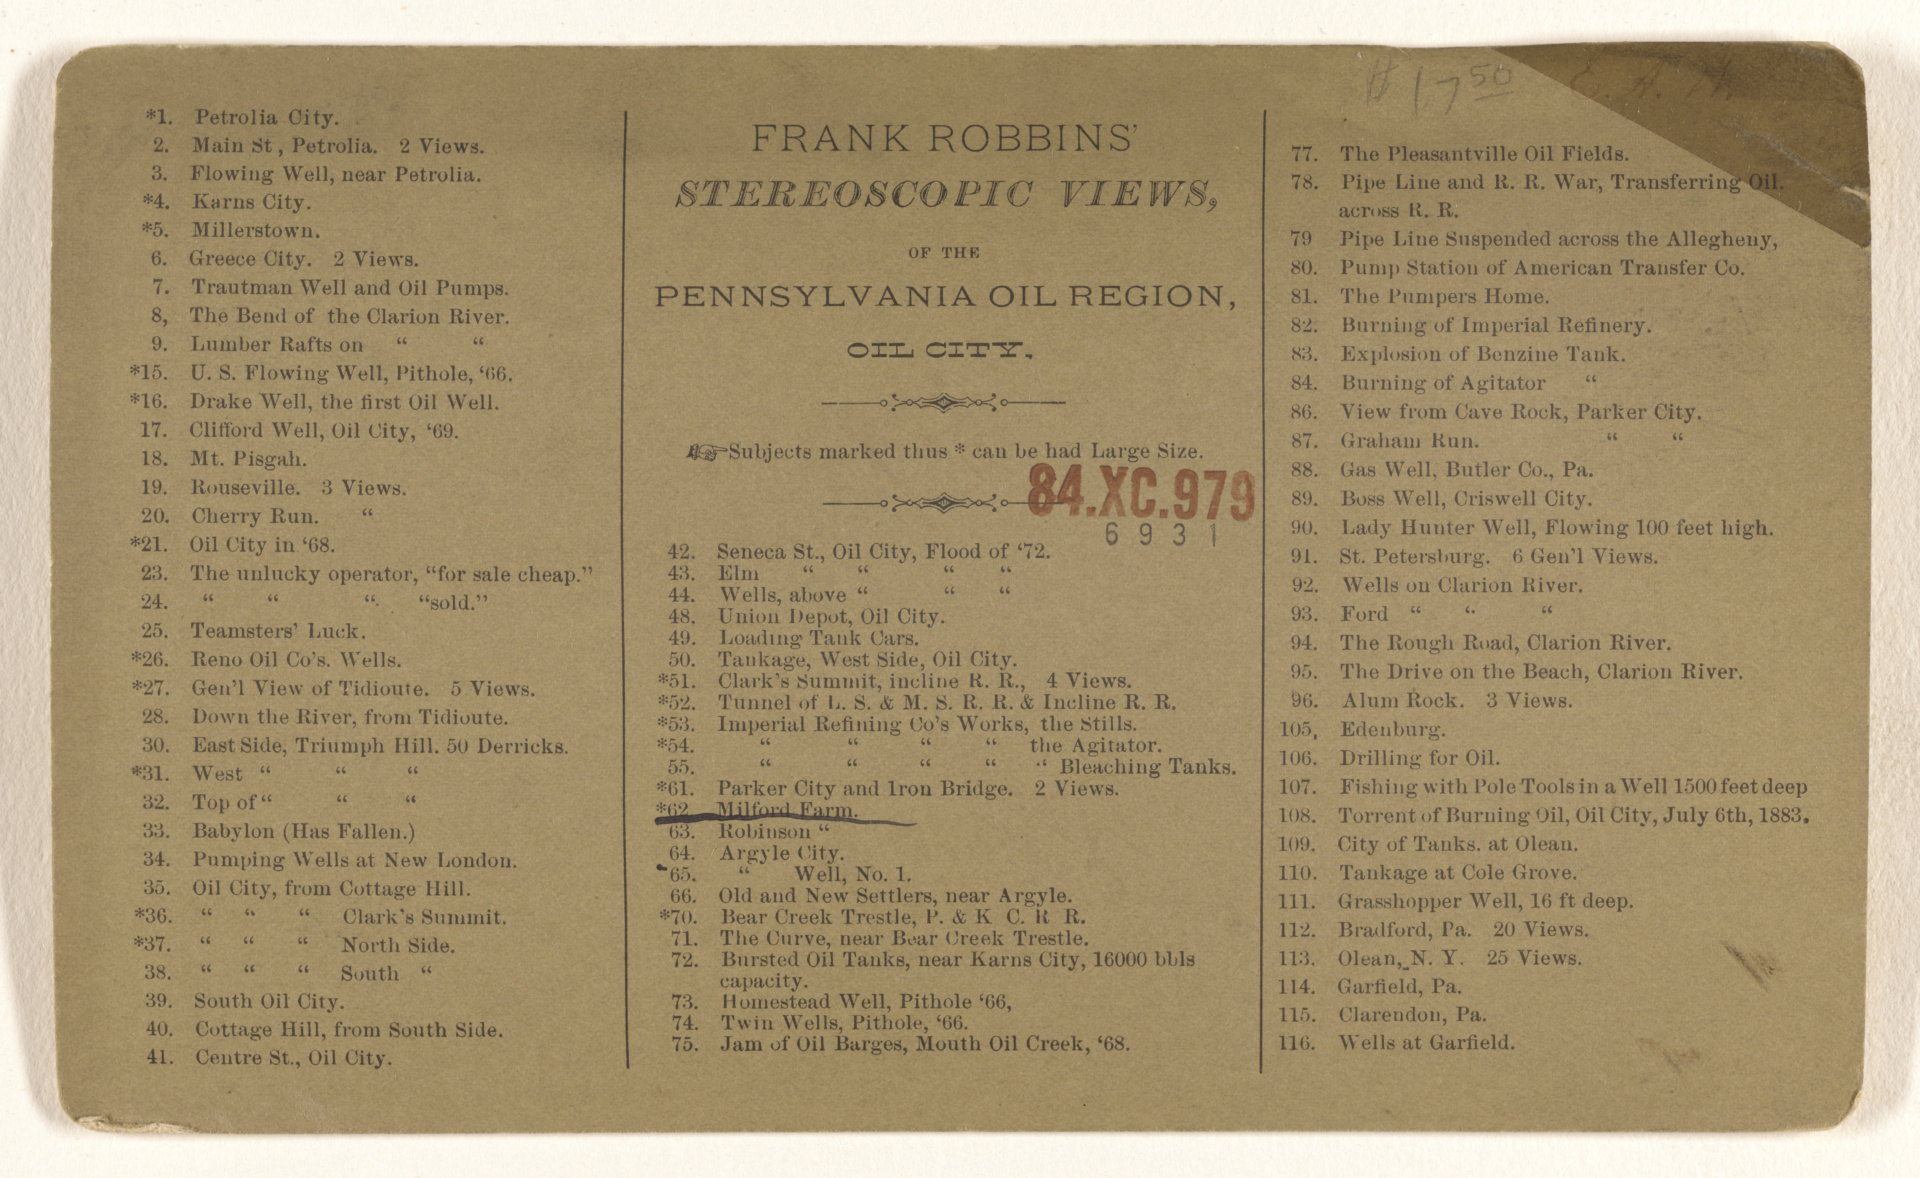 *1. Petrolia City.
2. Main St, Petrolia. 2 Views.
3. Flowing Well, near Petrolia.
*4. Karns City.
*5. Millerstown.
6. Greece City. 2 Views.
7. Trautman Well and Oil Pumps.
8, The Bend of the Clarion River.
9. Lumber Rafts on “ “
*15. U. S. Flowing Well, Pithole, ‘66.
*16. Drake Well, the first Oil Well.
17. Clifford Well, Oil City, ‘69.
18. Mt. Pisgah.
19. Rouseville. 3 Views.
20. Cherry Run. “
*21. Oil City in ‘68.
23. The unlucky operator, “for sale cheap.”
24. “ “ “ “sold.”
25. Teamsters’ Luck.
*26. Reno Oil Co’s. Wells.
*27. Gen’l View of Tidioute. 5 Views.
28. Down the River, from Tidioute.
30. East Side, Triumph Hill. 50 Derricks.
*31. West “ “ “
32. Top of “ “ “
33. Babylon (Has Fallen.)
34. Pumping Wells at New London.
35. Oil City, from Cottage Hill.
*36. “ “ “ Clark’s Summit.
*37. “ “ “ North Side.
38. “ “ “ South “
39. South Oil City.
40. Cottage Hill, from South Side.
41. Centre St., Oil City.
FRANK ROBBINS’
STEREOSCOPIC VIEWS,
OF THE
PENNSYLVANIA OIL REGION,
OIL CITY.
Subjects marked thus * can be had Large Size.
84.XC.979
6931
42. Seneca St., Oil City, Flood of ‘72.
43. Elm “ “ “ “
44. Wells, above “ “ “
48. Union Depot, Oil City.
49. Loading Tank Cars.
50. Tankage, West Side, Oil City.
*51. Clark’s Summit, incline R. R., 4 Views.
*52. Tunnel of L. S. & M. S. R. R. & Incline R. R.
*53. Imperial Refining Co’s Works, the Stills.
*54. “ “ “ “ the Agitator.
55. “ “ “ “ “ Bleaching Tanks.
*61. Parker City and Iron Bridge. 2 Views.
*62. Milford Farm.
63. Robinson “
64. Argyle City.
*65. “ Well, No. 1.
66. Old and New Settlers, near Argyle.
*70. Bear Creek Trestle, P. & K C. R R.
71. The Curve, near Bear Creek Trestle.
72. Bursted Oil Tanks, near Karns City, 16000 bbls
capacity.
73. Homestead Well, Pithole ‘66,
74. Twin Wells, Pithole, ‘66.
75. Jam of Oil Barges, Mouth Oil Creek, ‘68.
$17 50
77. The Pleasantville Oil Fields.
78. Pipe Line and R. R. War, Transferring Oil.
across R. R.
79 Pipe Line Suspended across the Allegheny,
80. Pump Station of American Transfer Co.
81. The Pumpers Home.
82. Burning of Imperial Refinery.
83. Explosion of Benzine Tank.
84. Burning of Agitator “
86. View from Cave Rock, Parker City.
87. Graham Run. “ “
88. Gas Well, Butler Co., Pa.
89. Boss Well, Criswell City.
90. Lady Hunter Well, Flowing 100 feet high.
91. St. Petersburg. 6 Gen’l Views.
92. Wells on Clarion River.
93. Ford “ “ “
94. The Rough Road, Clarion River.
95. The Drive on the Beach, Clarion River.
96. Alum Rock. 3 Views.
105, Edenburg.
106. Drilling for Oil.
107. Fishing with Pole Tools in a Well 1500 feet deep
108. Torrent of Burning Oil, Oil City, July 6th, 1883.
109. City of Tanks. at Olean.
110. Tankage at Cole Grove.
111. Grasshopper Well, 16 ft deep.
112. Bradford, Pa. 20 Views.
113. Olean, N. Y. 25 Views.
114. Garfield, Pa.
115. Clarendon, Pa.
116. Wells at Garfield.